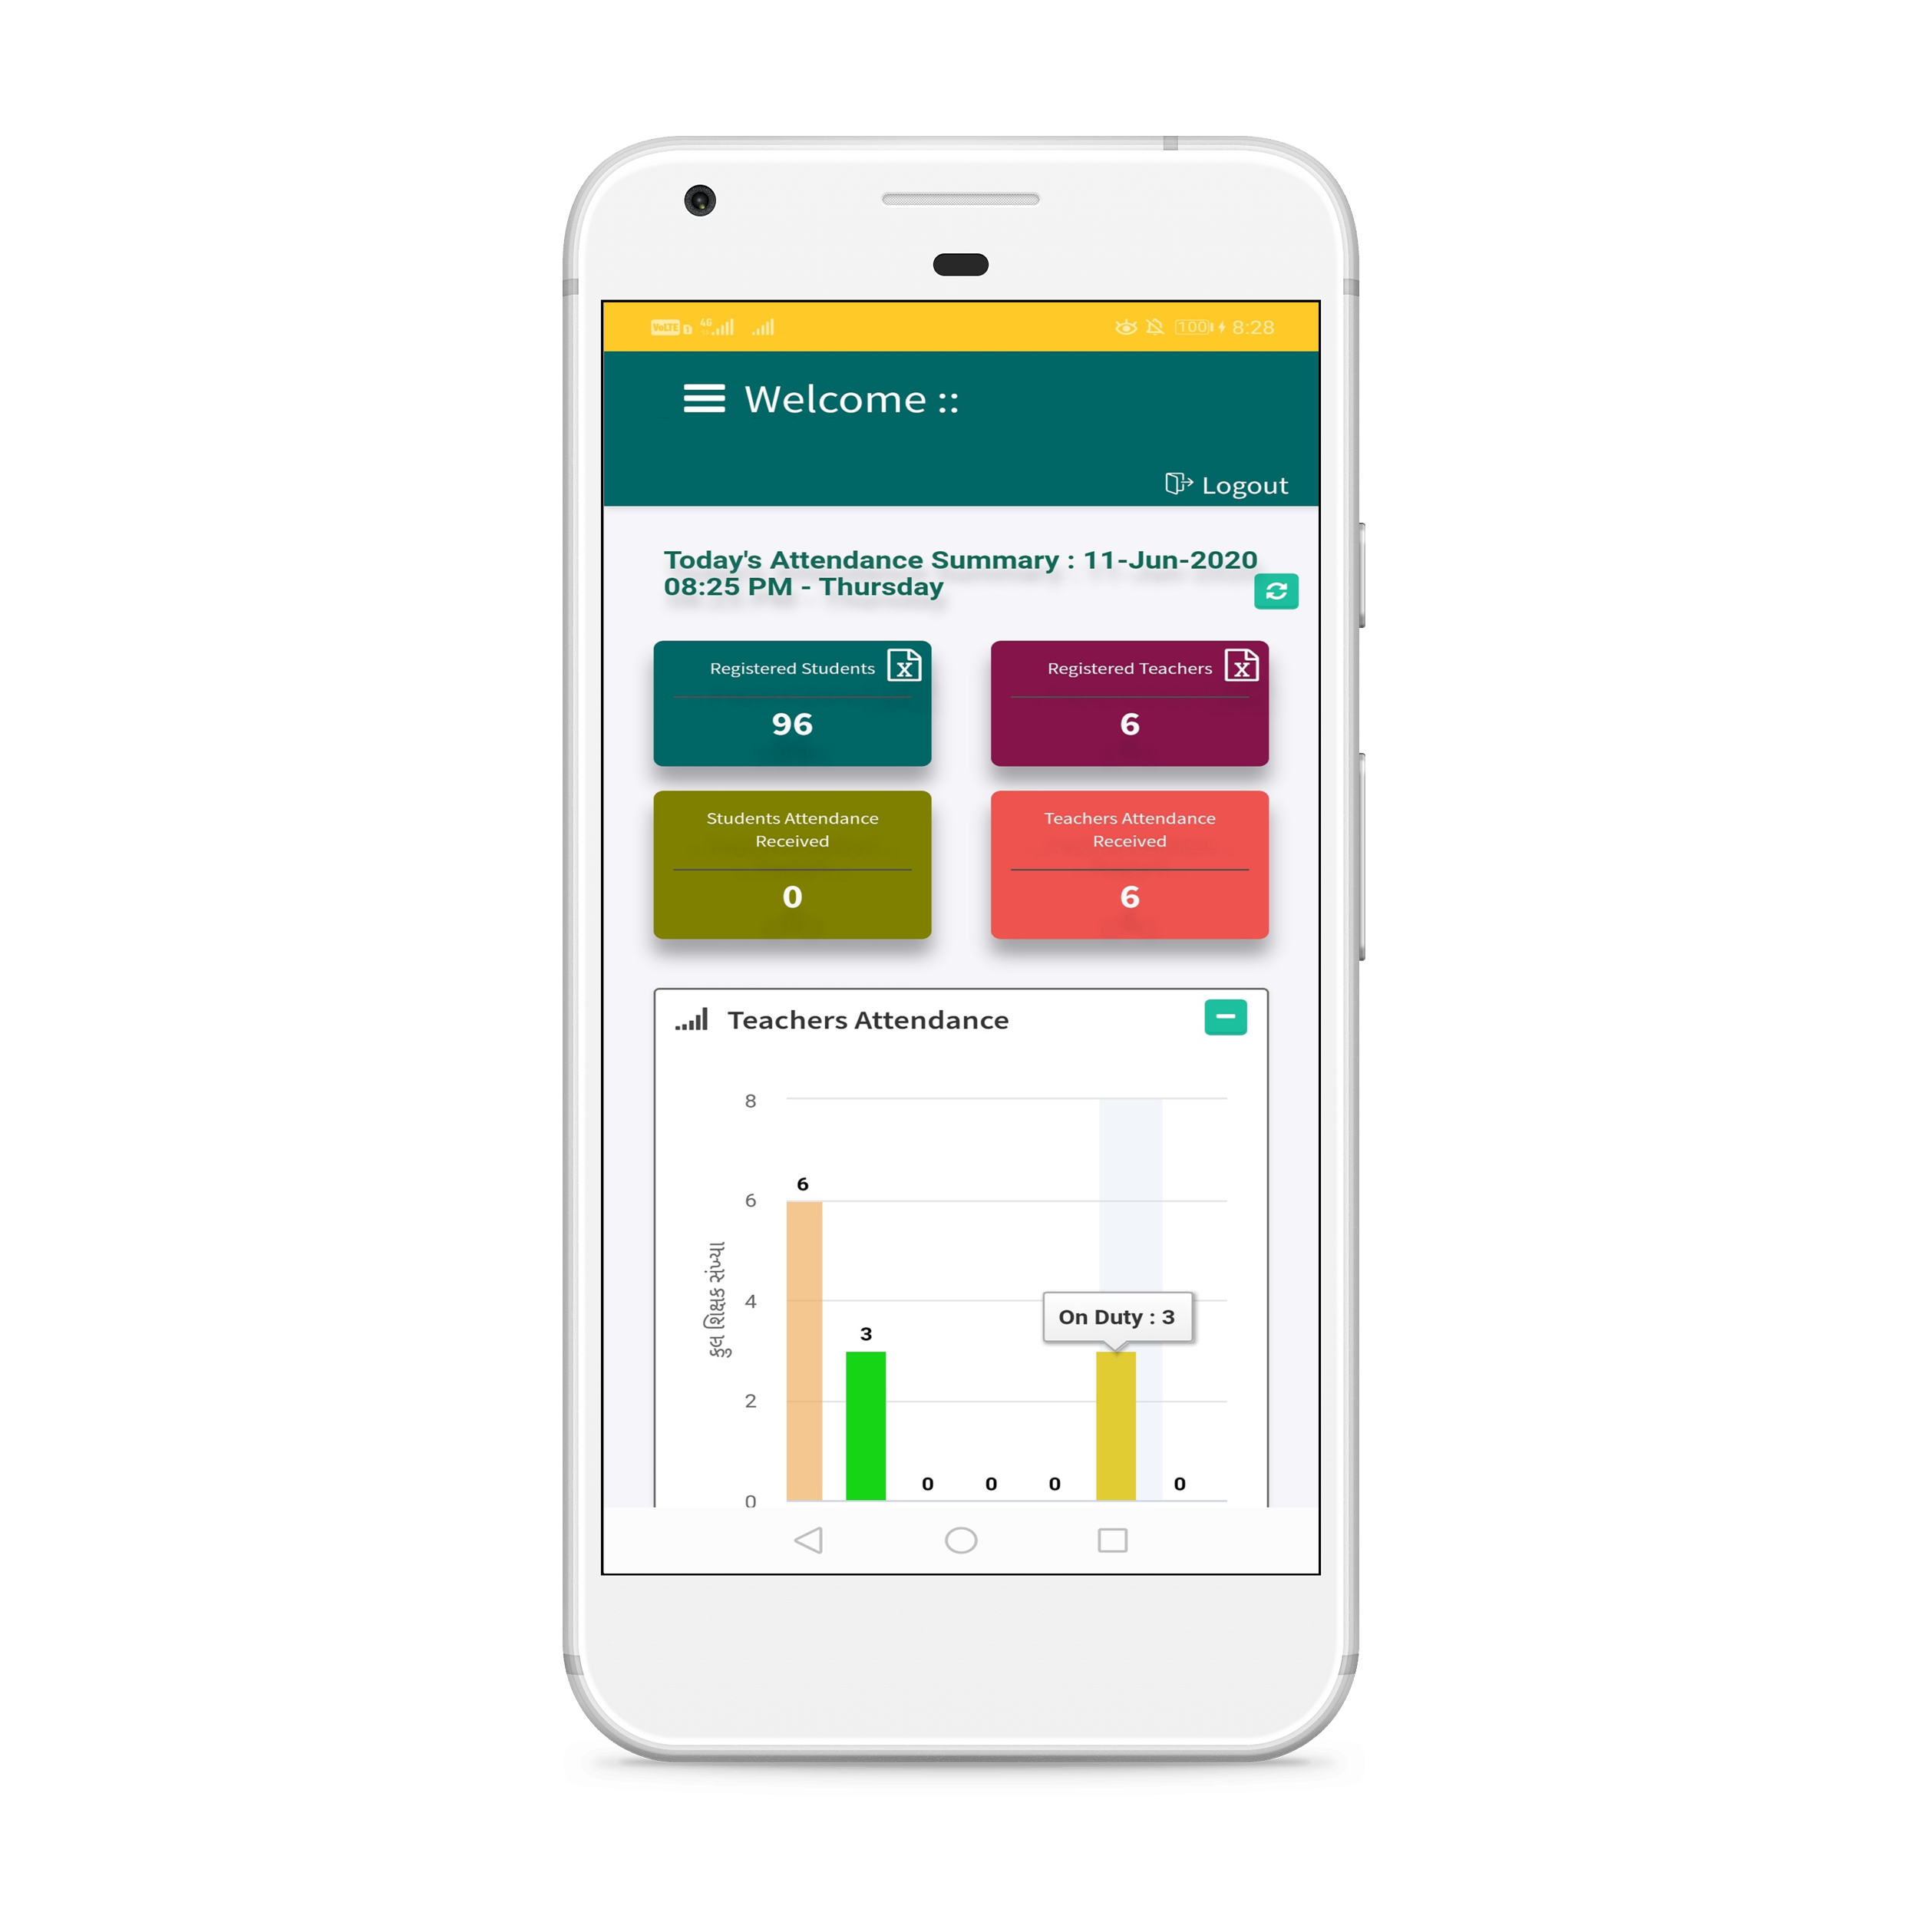 VoLTE 4G 100 8:28
Welcome ::
Logout
Today's Attendance Summary : 11-Jun-2020
08:25 PM - Thursday
Registered Students
96
Registered Teachers
6
Students Attendance
Received
0
Teachers Attendance
Received
6
Teachers Attendance
કુલ શિક્ષક સંખ્યા
8
6
4
2
0
6
3
0
0
0
On Duty : 3
0